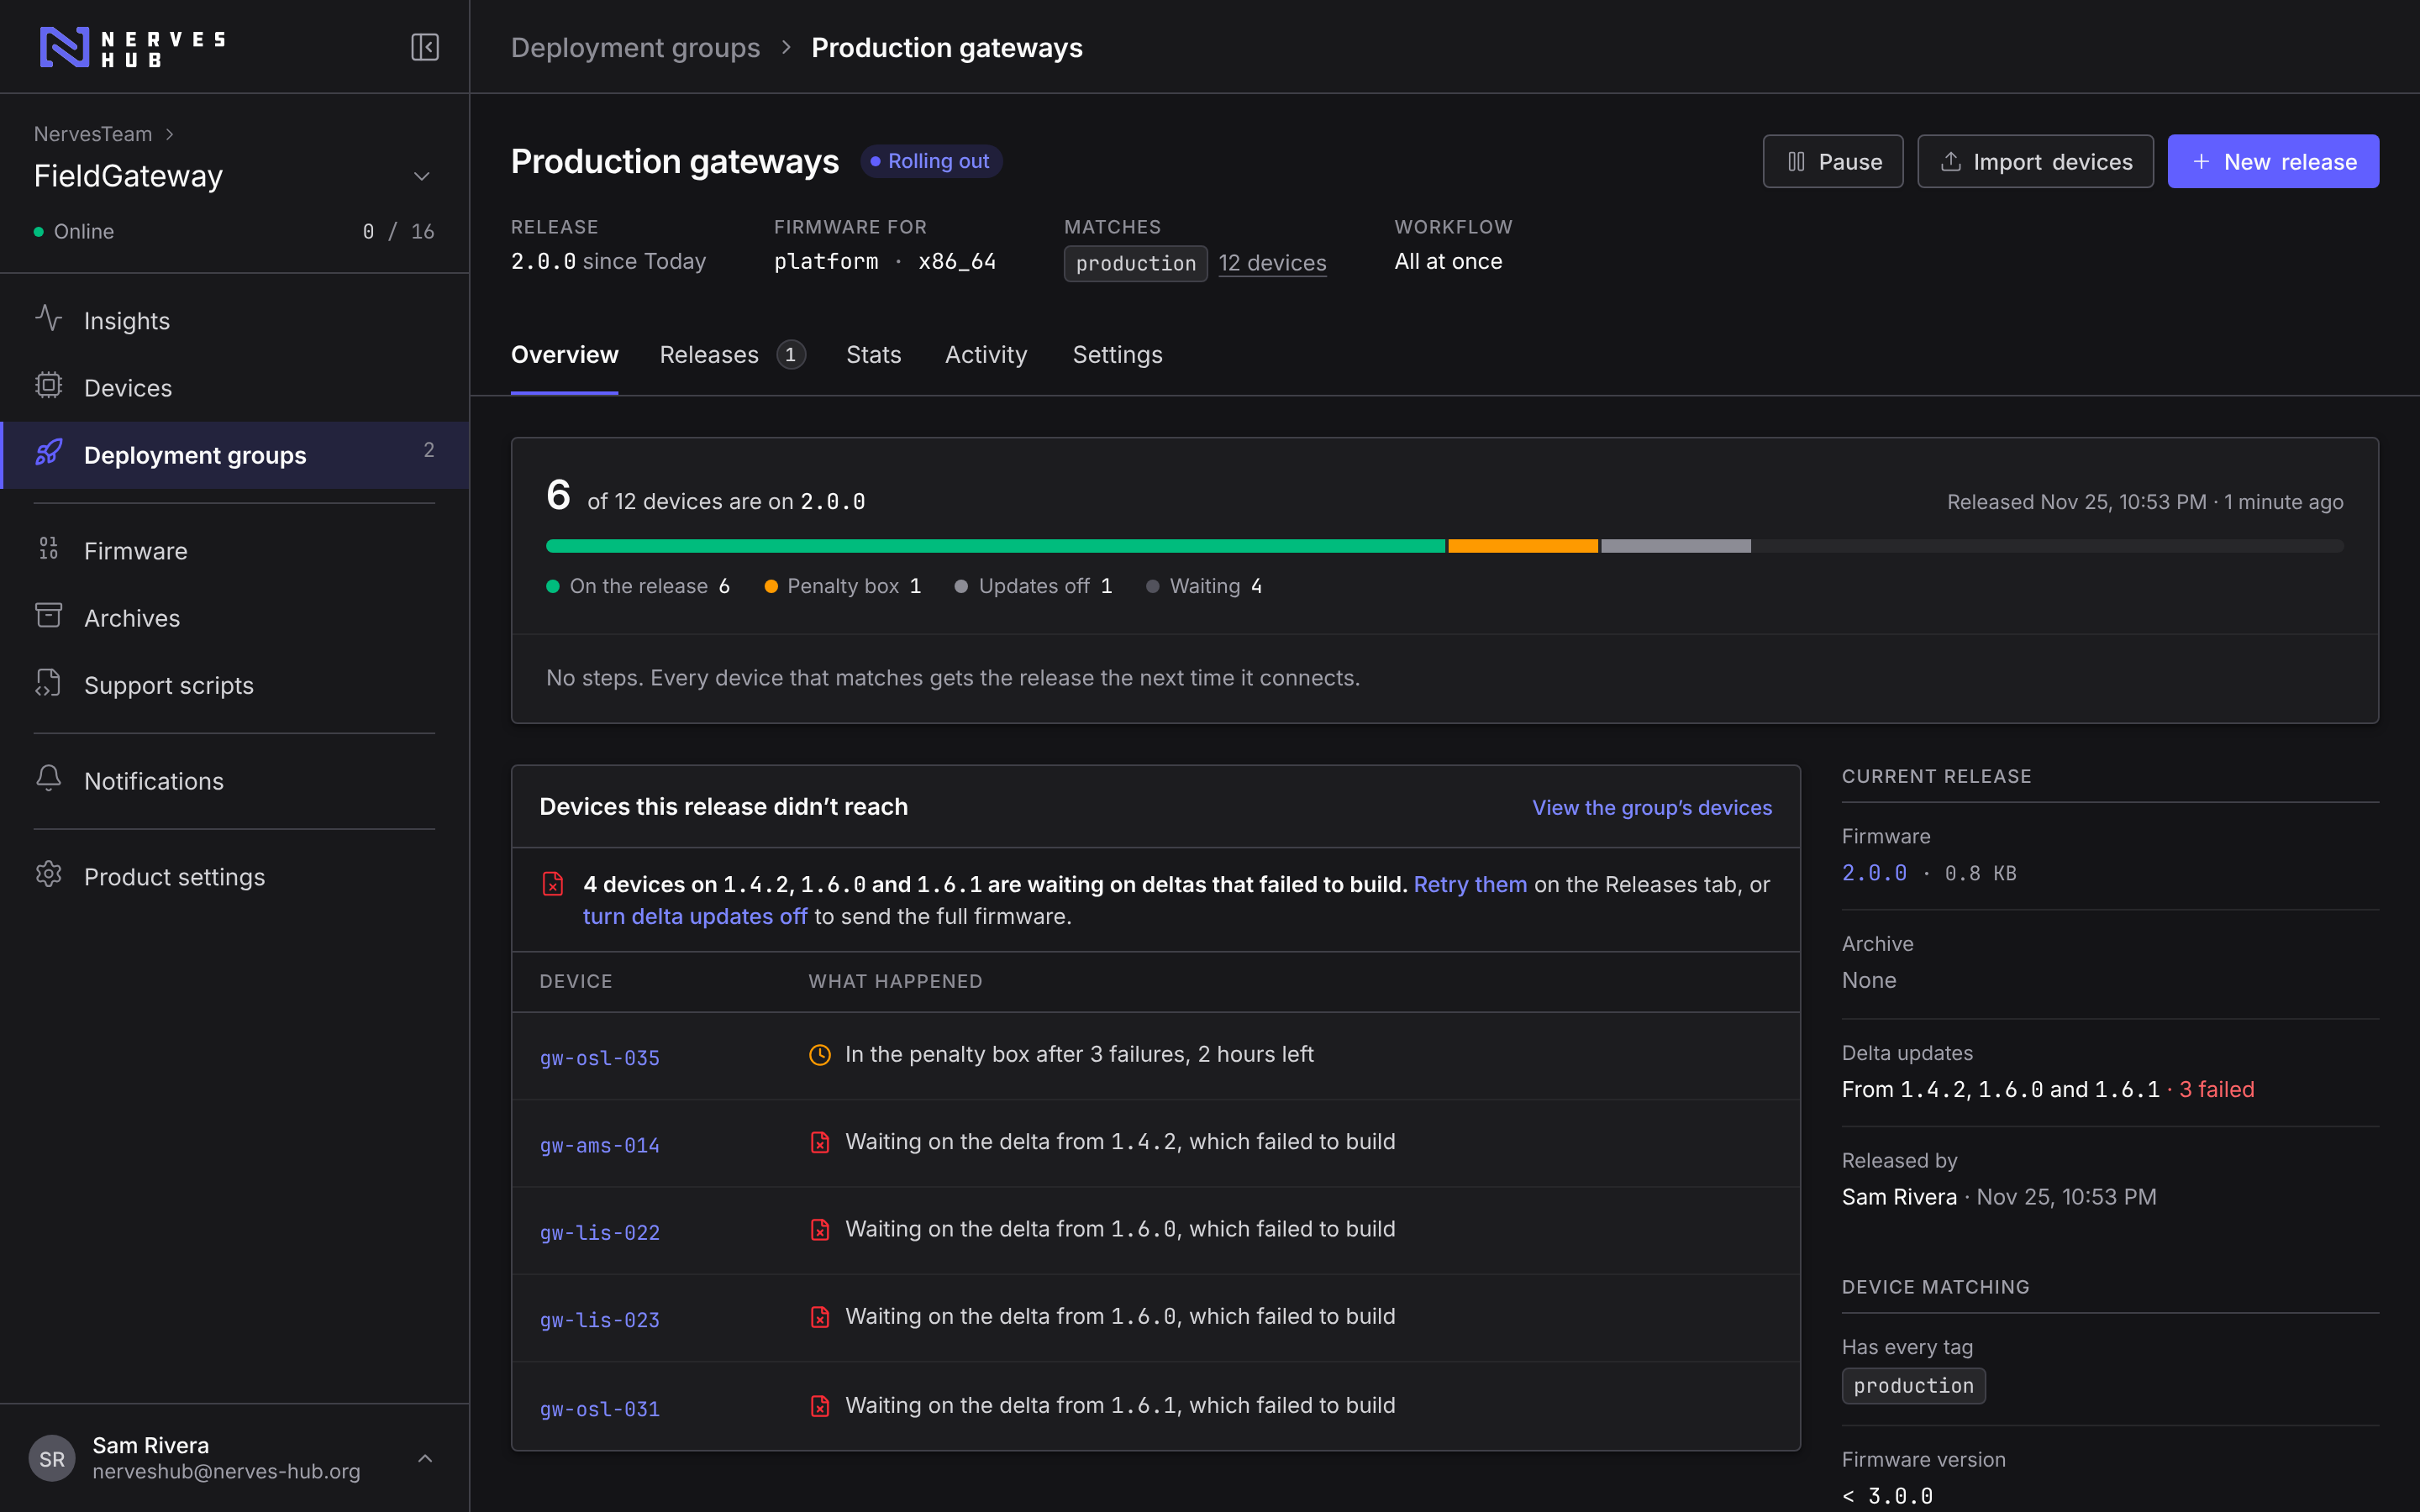 NERVES
HUB
NervesTeam
FieldGateway
Online
0 / 16
Insights
Devices
Deployment groups
2
01
10
Firmware
Archives
Support scripts
Notifications
Product settings
SR
Sam Rivera
nerveshub@nerves-hub.org
Deployment groups > Production gateways
Production gateways
Rolling out
Pause
Import devices
+ New release
RELEASE
2.0.0 since Today
FIRMWARE FOR
platform · x86_64
MATCHES
production 12 devices
WORKFLOW
All at once
Overview
Releases 1
Stats
Activity
Settings
6 of 12 devices are on 2.0.0
Released Nov 25, 10:53 PM · 1 minute ago
On the release 6
Penalty box 1
Updates off 1
Waiting 4
No steps. Every device that matches gets the release the next time it connects.
Devices this release didn’t reach
View the group’s devices
4 devices on 1.4.2, 1.6.0 and 1.6.1 are waiting on deltas that failed to build. Retry them on the Releases tab, or
turn delta updates off to send the full firmware.
DEVICE
WHAT HAPPENED
gw-osl-035
In the penalty box after 3 failures, 2 hours left
gw-ams-014
Waiting on the delta from 1.4.2, which failed to build
gw-lis-022
Waiting on the delta from 1.6.0, which failed to build
gw-lis-023
Waiting on the delta from 1.6.0, which failed to build
gw-osl-031
Waiting on the delta from 1.6.1, which failed to build
CURRENT RELEASE
Firmware
2.0.0 · 0.8 KB
Archive
None
Delta updates
From 1.4.2, 1.6.0 and 1.6.1 · 3 failed
Released by
Sam Rivera · Nov 25, 10:53 PM
DEVICE MATCHING
Has every tag
production
Firmware version
< 3.0.0